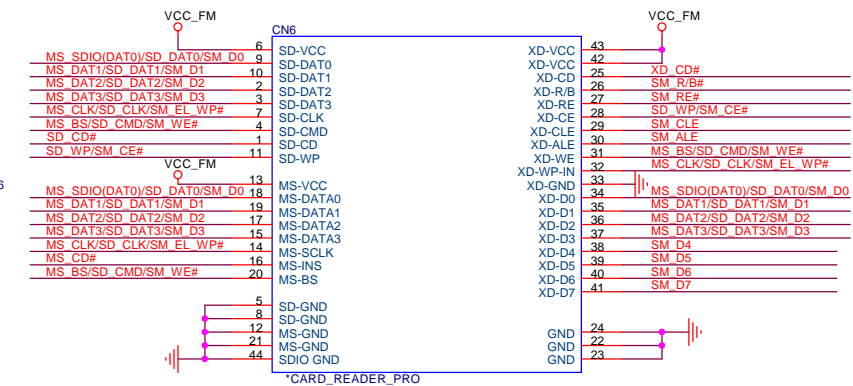 VCC_FM VCC_FM
CN6
6 SD-VCC XD-VCC 43
MS_SDIO(DAT0)/SD_DAT0/SM_D0 9 SD-DAT0 XD-VCC 42
MS_DAT1/SD_DAT1/SM_D1 10 SD-DAT1 XD-CD 25 XD_CD#
MS_DAT2/SD_DAT2/SM_D2 2 SD-DAT2 XD-R/B 26 SM_R/B#
MS_DAT3/SD_DAT3/SM_D3 3 SD-DAT3 XD-RE 27 SM_RE#
MS_CLK/SD_CLK/SM_EL_WP# 7 SD-CLK XD-CE 28 SD_WP/SM_CE#
MS_BS/SD_CMD/SM_WE# 4 SD-CMD XD-CLE 29 SM_CLE
SD_CD# 1 SD-CD XD-ALE 30 SM_ALE
SD_WP/SM_CE# 11 SD-WP XD-WE 31 MS_BS/SD_CMD/SM_WE#
VCC_FM XD-WP-IN 32 MS_CLK/SD_CLK/SM_EL_WP#
13 MS-VCC XD-GND 33
6 MS_SDIO(DAT0)/SD_DAT0/SM_D0 18 MS-DATA0 XD-D0 34 MS_SDIO(DAT0)/SD_DAT0/SM_D0
MS_DAT1/SD_DAT1/SM_D1 19 MS-DATA1 XD-D1 35 MS_DAT1/SD_DAT1/SM_D1
MS_DAT2/SD_DAT2/SM_D2 17 MS-DATA2 XD-D2 36 MS_DAT2/SD_DAT2/SM_D2
MS_DAT3/SD_DAT3/SM_D3 15 MS-DATA3 XD-D3 37 MS_DAT3/SD_DAT3/SM_D3
MS_CLK/SD_CLK/SM_EL_WP# 14 MS-SCLK XD-D4 38 SM_D4
MS_CD# 16 MS-INS XD-D5 39 SM_D5
MS_BS/SD_CMD/SM_WE# 20 MS-BS XD-D6 40 SM_D6
XD-D7 41 SM_D7
5 SD-GND
8 SD-GND
12 MS-GND GND 24
21 MS-GND GND 22
44 SDIO GND GND 23
*CARD_READER_PRO